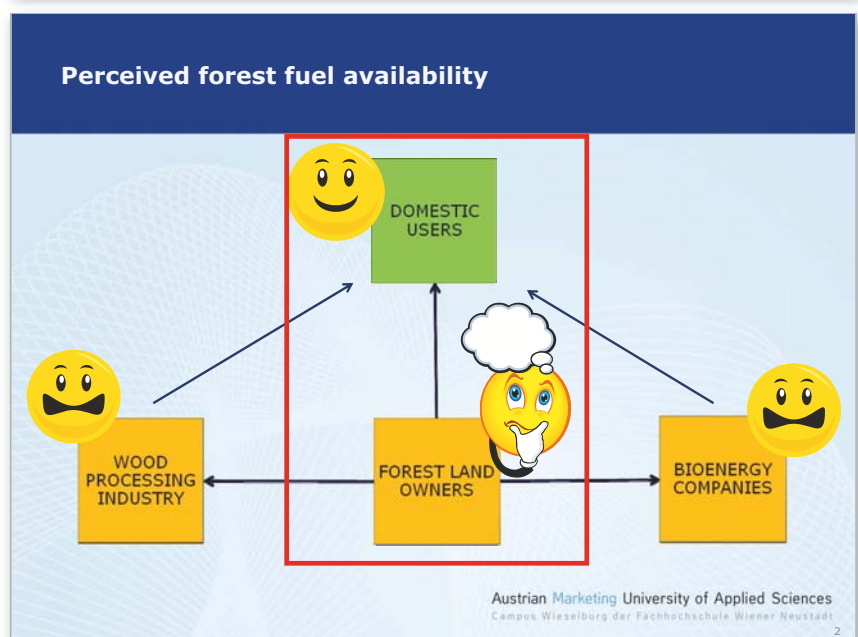 Perceived forest fuel availability
DOMESTIC
USERS
WOOD
PROCESSING
INDUSTRY
FOREST LAND
OWNERS
BIOENERGY
COMPANIES
Austrian Marketing University of Applied Sciences
Campus Wieselburg der Fachhochschule Wiener Neustadt
2